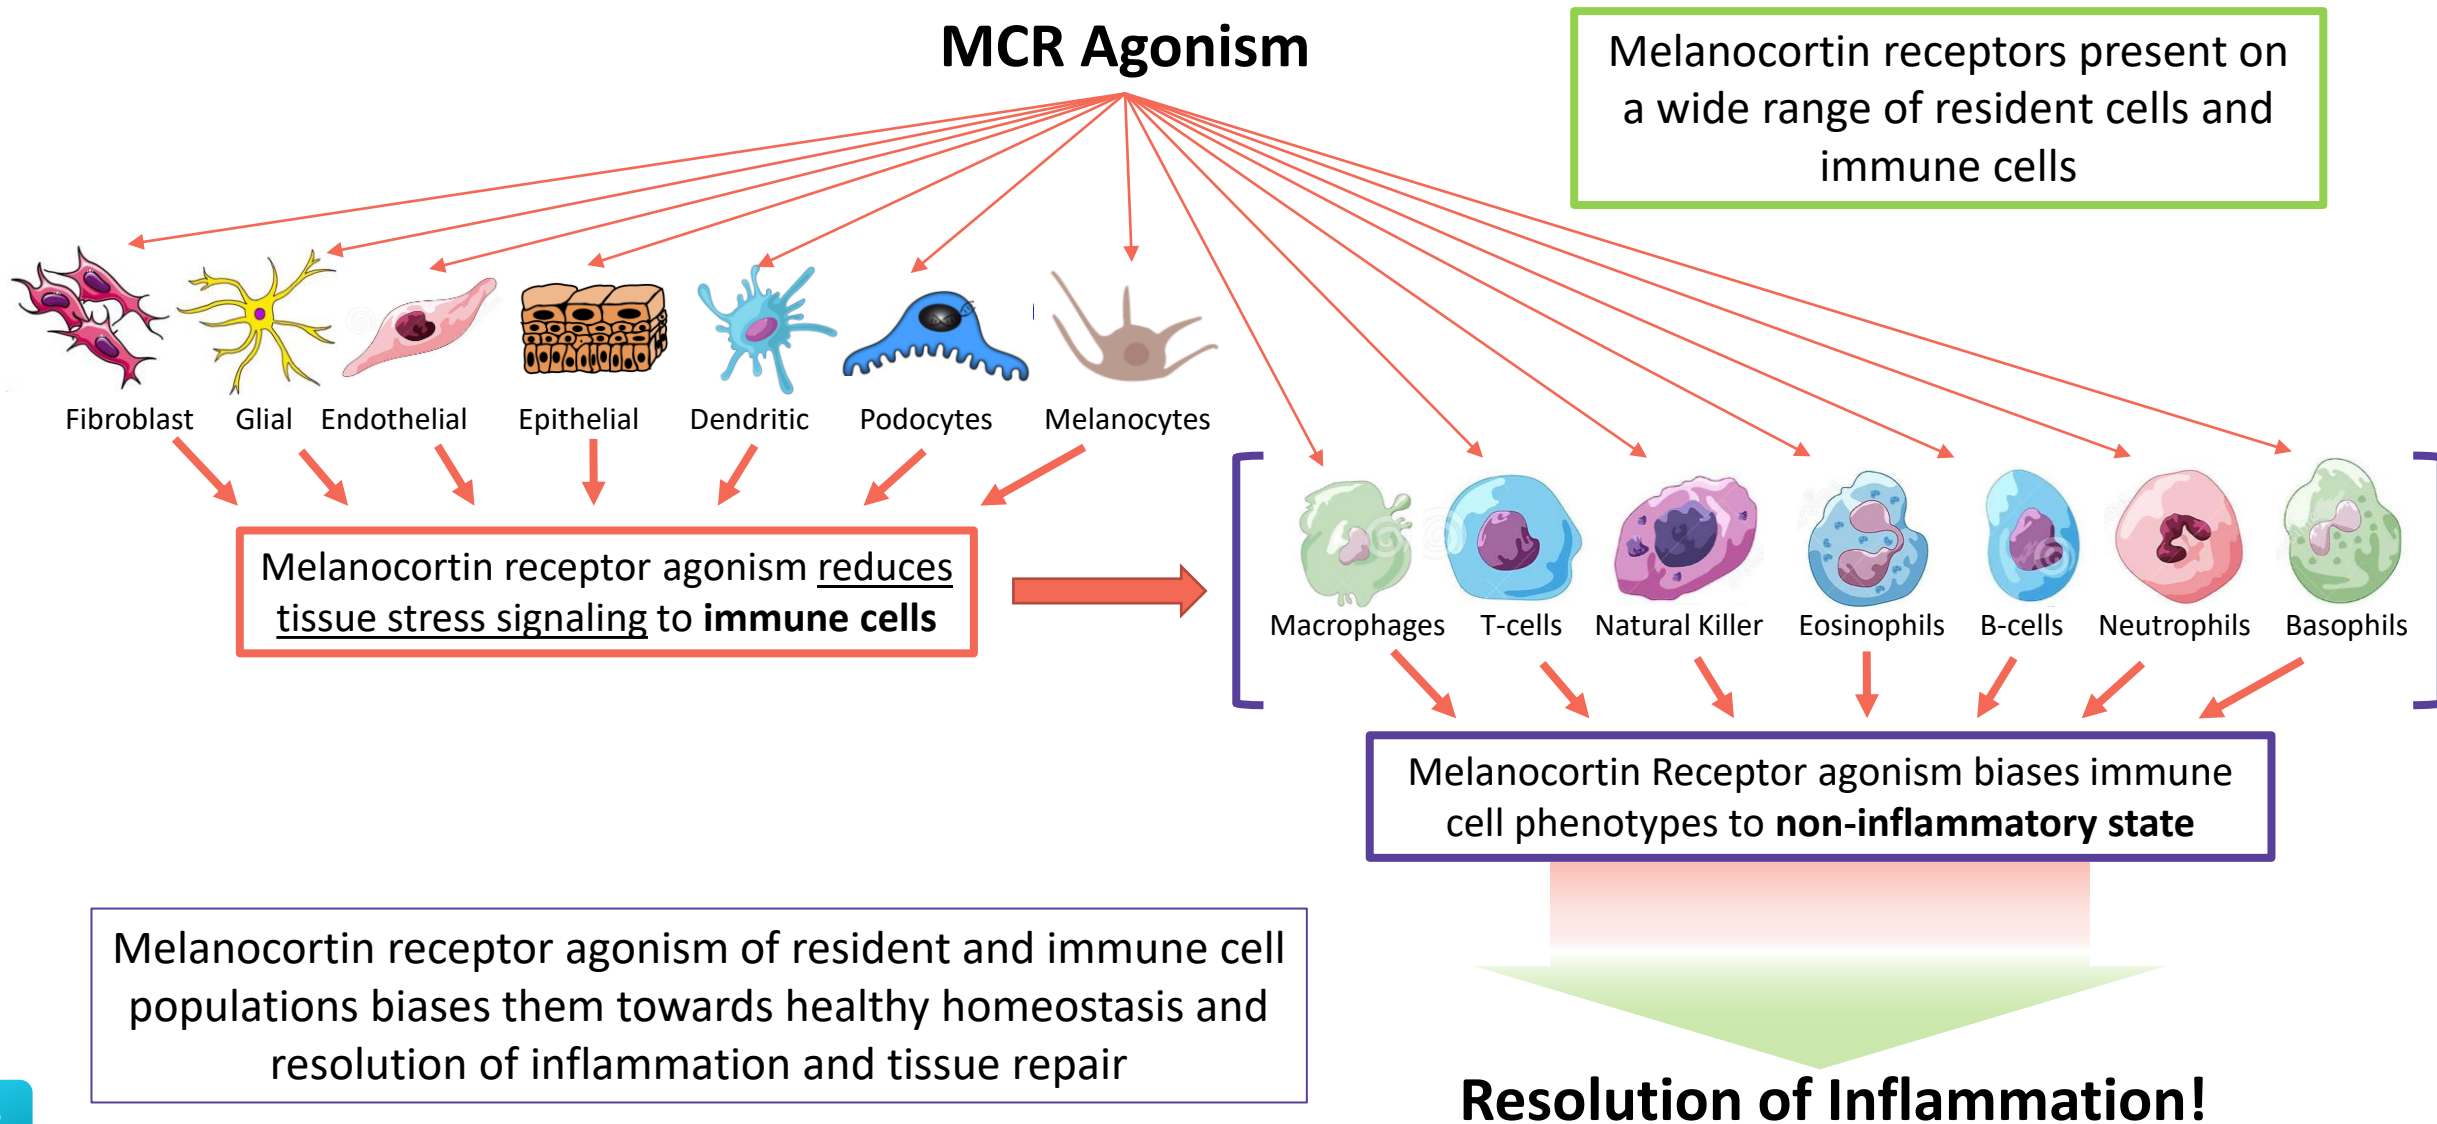 MCR Agonism
Melanocortin receptors present on
a wide range of resident cells and
immune cells
Fibroblast
Glial
Endothelial
Epithelial
Dendritic
Podocytes
Melanocytes
Melanocortin receptor agonism reduces
tissue stress signaling to immune cells
Macrophages
T-cells
Natural Killer
Eosinophils
B-cells
Neutrophils
Basophils
Melanocortin Receptor agonism biases immune
cell phenotypes to non-inflammatory state
Melanocortin receptor agonism of resident and immune cell
populations biases them towards healthy homeostasis and
resolution of inflammation and tissue repair
Resolution of Inflammation!